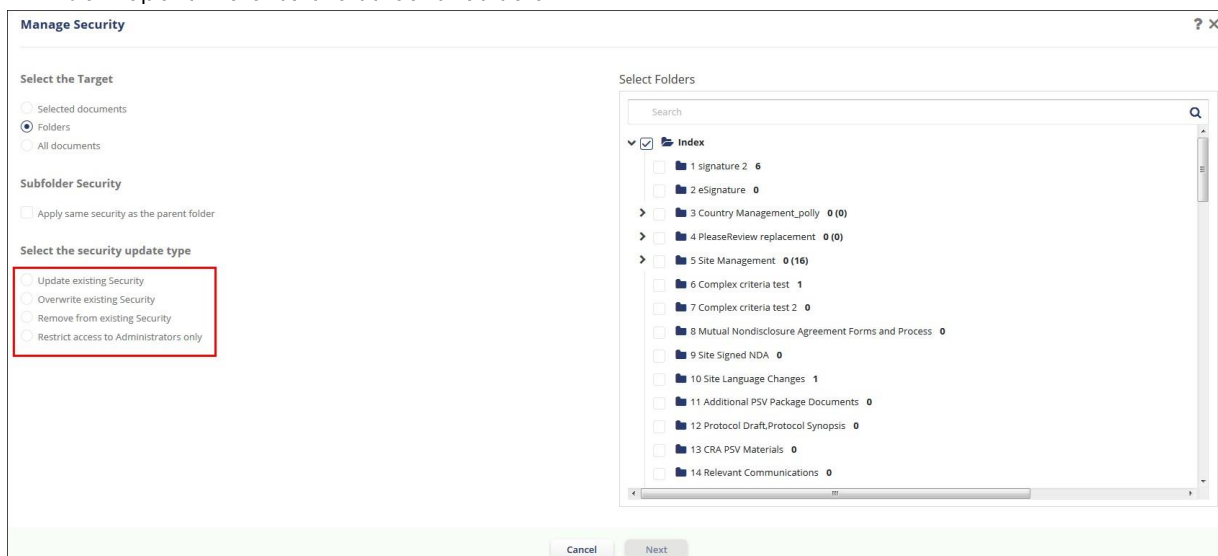 Manage Security
? ×
Select the Target
Selected documents
Folders
All documents
Subfolder Security
Apply same security as the parent folder
Select the security update type
Update existing Security
Overwrite existing Security
Remove from existing Security
Restrict access to Administrators only
Select Folders
Search
Index
1 signature 2 6
2 eSignature 0
3 Country Management_polly 0 (0)
4 PleaseReview replacement 0 (0)
5 Site Management 0 (16)
6 Complex criteria test 1
7 Complex criteria test 2 0
8 Mutual Nondisclosure Agreement Forms and Process 0
9 Site Signed NDA 0
10 Site Language Changes 1
11 Additional PSV Package Documents 0
12 Protocol Draft,Protocol Synopsis 0
13 CRA PSV Materials 0
14 Relevant Communications 0
Cancel Next